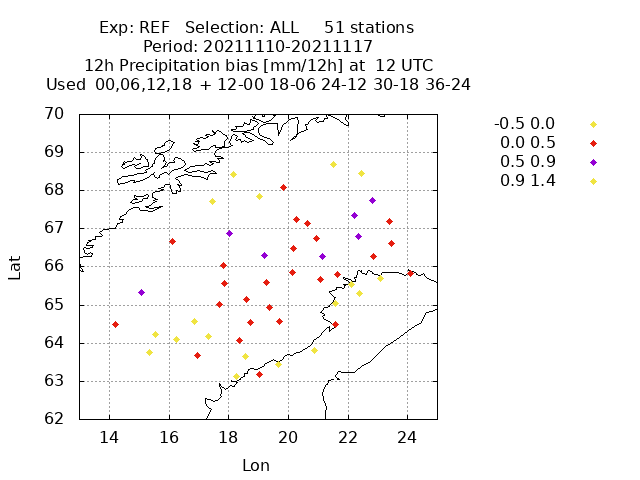 Exp: REF   Selection: ALL     51 stations
Period: 20211110-20211117
12h Precipitation bias [mm/12h] at  12 UTC
Used  00,06,12,18  + 12-00 18-06 24-12 30-18 36-24
-0.5 0.0
0.0 0.5
0.5 0.9
0.9 1.4
70
69
68
67
66
65
64
63
62
Lat
14 16 18 20 22 24
Lon